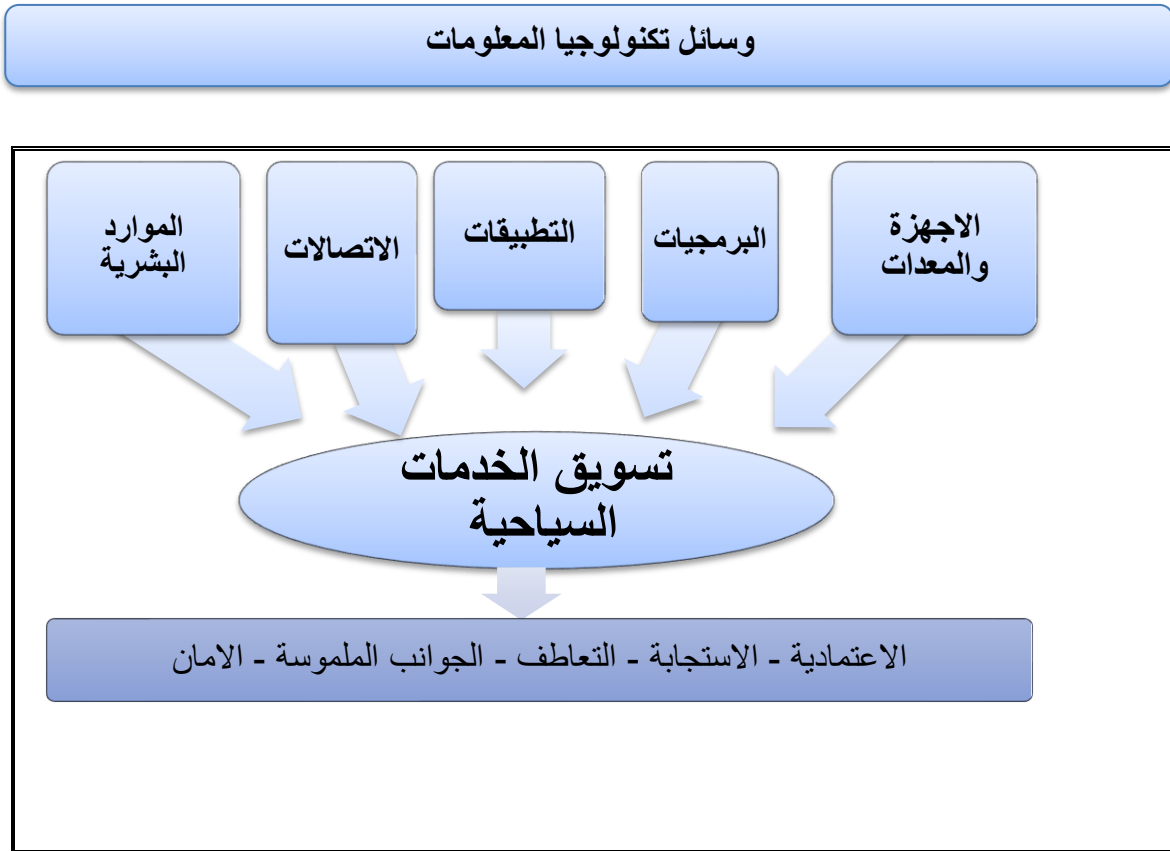 وسائل تكنولوجيا المعلومات
الاجهزة
والمعدات
البرمجيات
التطبيقات
الاتصالات
الموارد
البشرية
تسويق الخدمات
السياحية
الاعتمادية - الاستجابة - التعاطف - الجوانب الملموسة - الامان